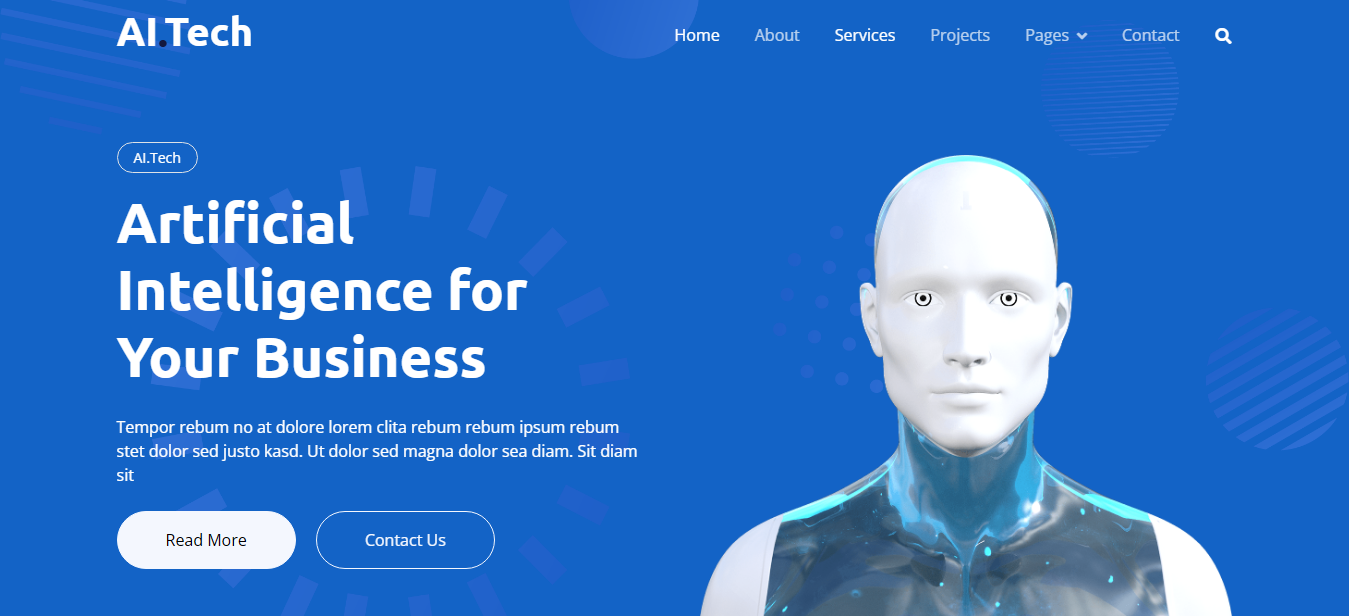 AI.Tech
Home About Services Projects Pages Contact
AI.Tech
Artificial
Intelligence for
Your Business
Tempor rebum no at dolore lorem clita rebum rebum ipsum rebum
stet dolor sed justo kasd. Ut dolor sed magna dolor sea diam. Sit diam
sit
Read More Contact Us